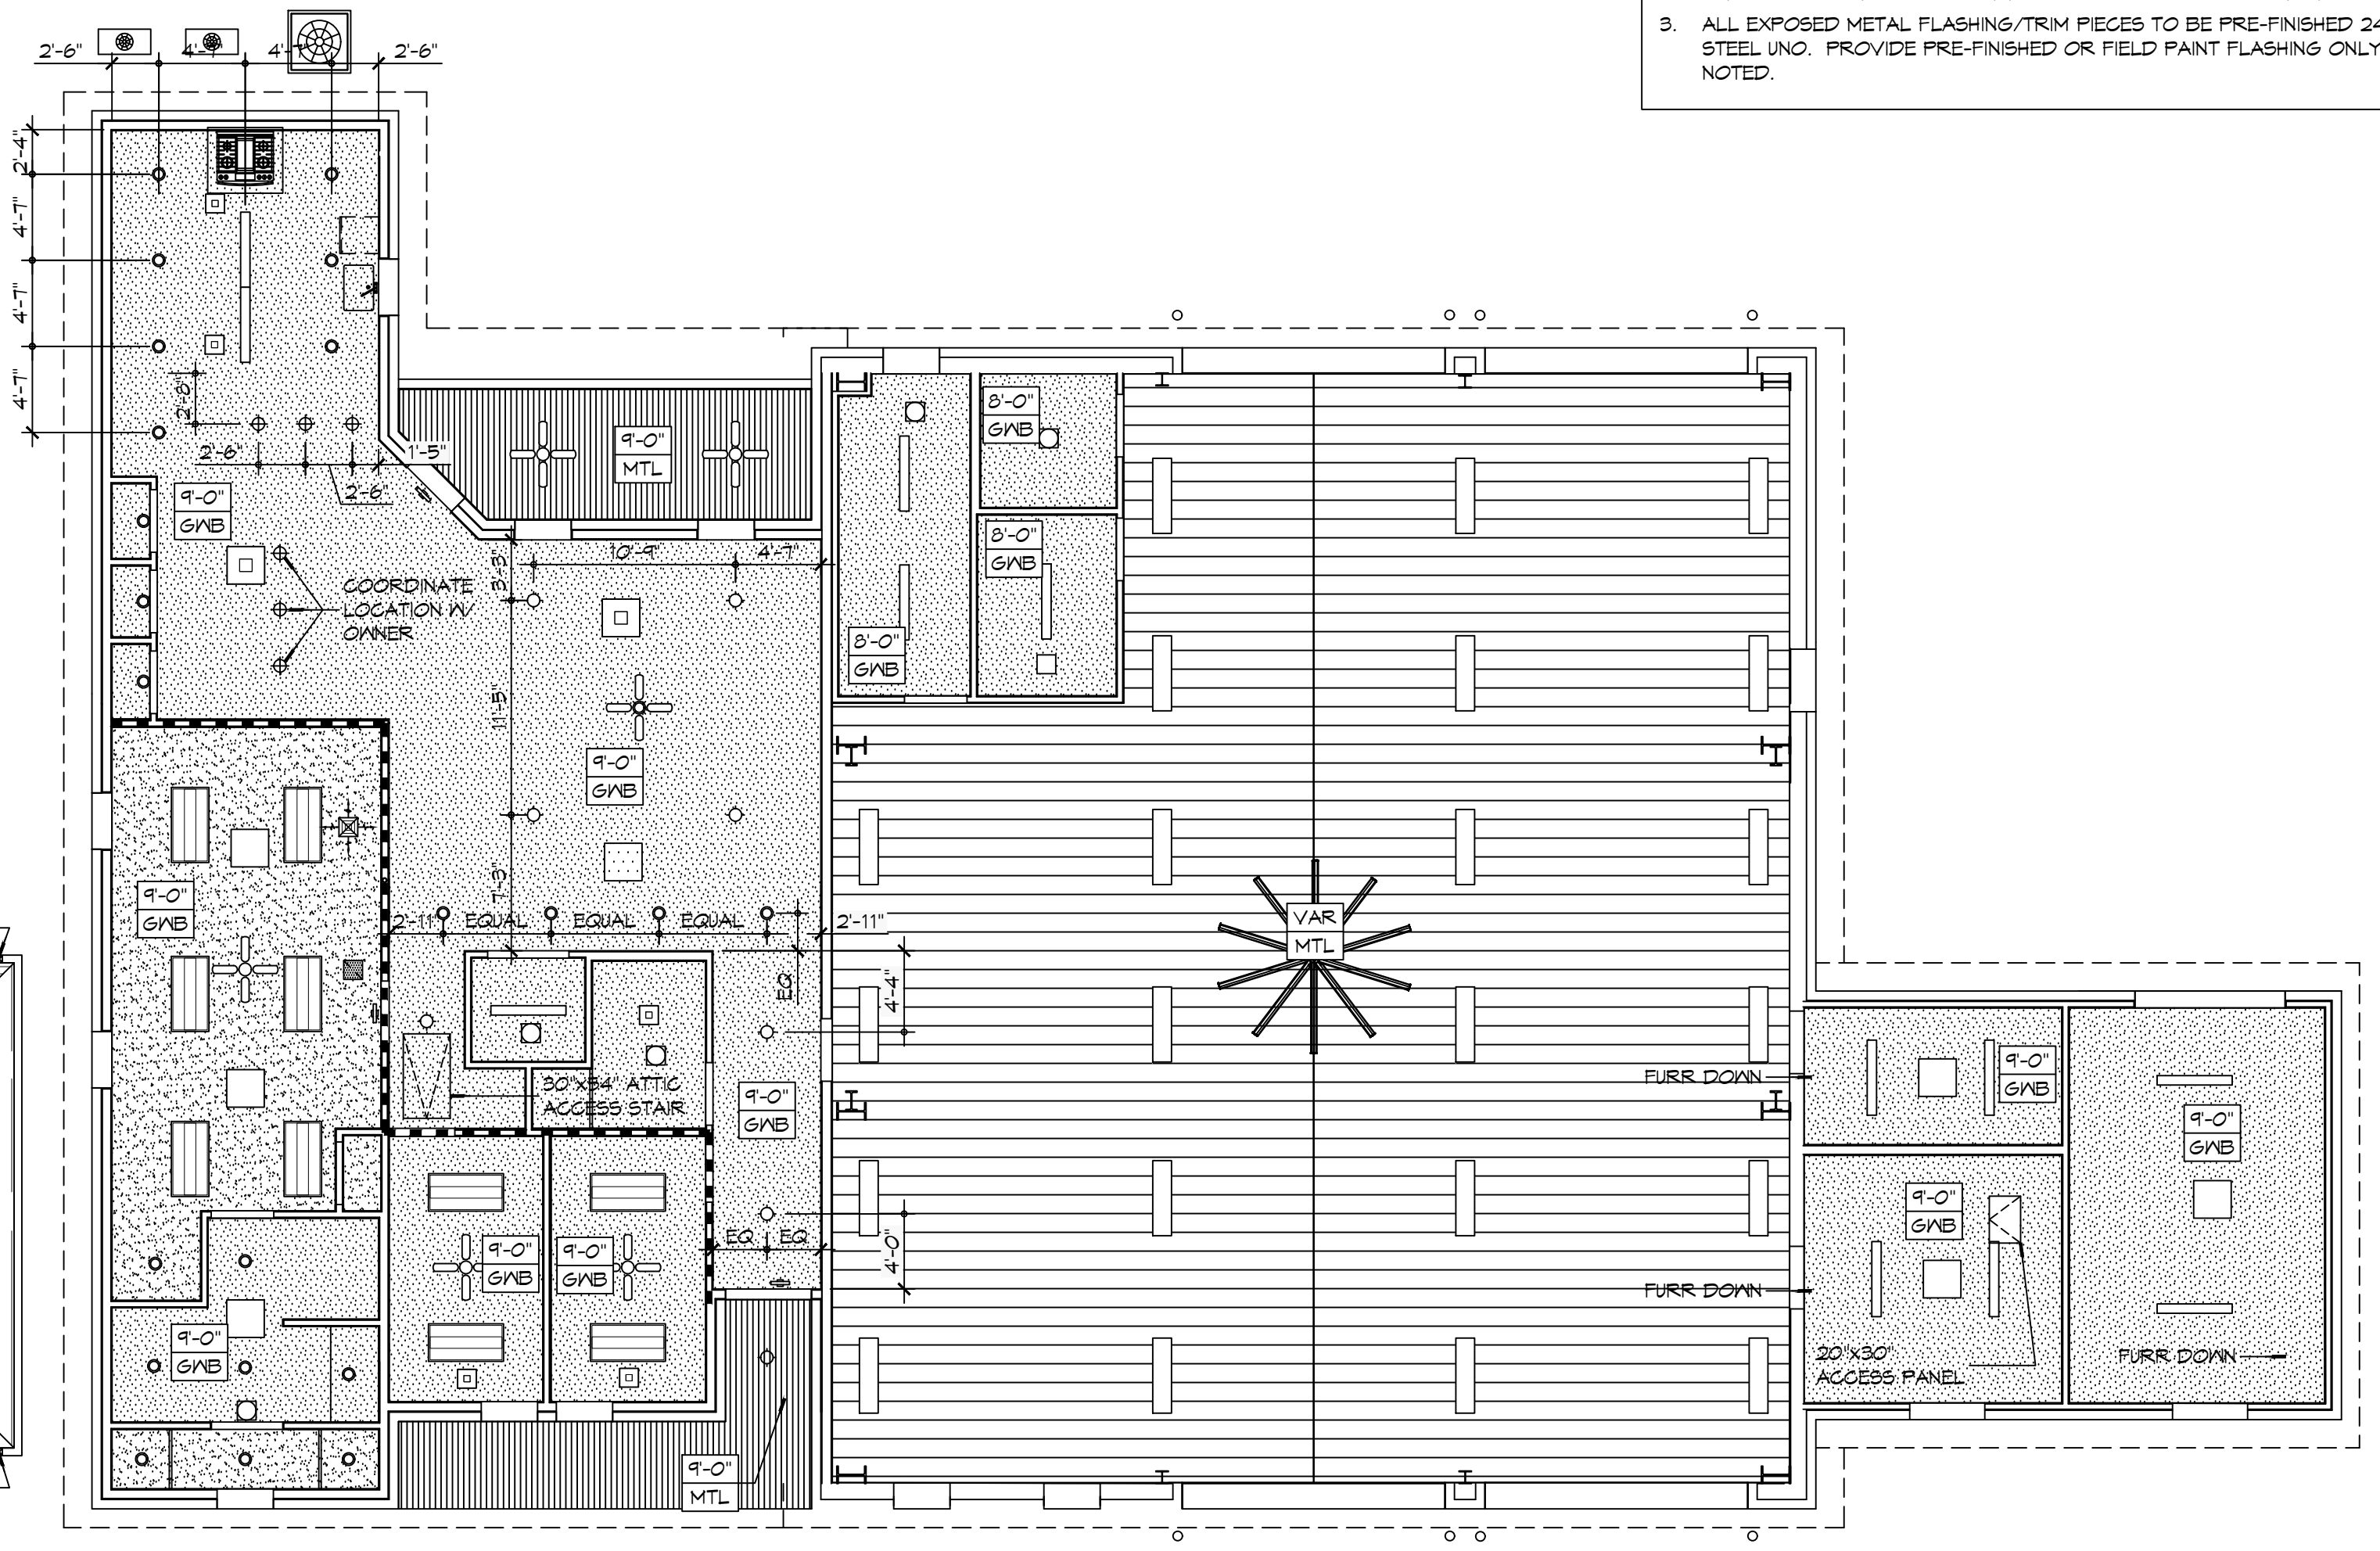 3. ALL EXPOSED METAL FLASHING/TRIM PIECES TO BE PRE-FINISHED 24
STEEL UNO. PROVIDE PRE-FINISHED OR FIELD PAINT FLASHING ONLY
NOTED.
2'-6" 4'-7" 4'-7" 2'-6"
2'-4"
4'-7"
4'-7"
4'-7"
2'-8"
2'-6"
1'-5"
2'-6"
9'-0"
GWB
9'-0"
MTL
8'-0"
GWB
8'-0"
GWB
8'-0"
GWB
10'-9"
4'-7"
3'-3"
COORDINATE
LOCATION W/
OWNER
11'-5"
9'-0"
GWB
7'-3"
9'-0"
GWB
2'-11" EQUAL EQUAL EQUAL 2'-11"
EQ
4'-4"
VAR
MTL
30"x54" ATTIC
ACCESS STAIR
9'-0"
GWB
FURR DOWN
9'-0"
GWB
9'-0"
GWB
9'-0"
GWB
EQ EQ
4'-0"
9'-0"
GWB
9'-0"
GWB
FURR DOWN
9'-0"
GWB
20"x30"
ACCESS PANEL
FURR DOWN
9'-0"
MTL